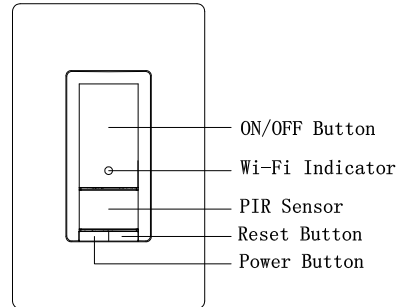 ON/OFF Button
Wi-Fi Indicator
PIR Sensor
Reset Button
Power Button